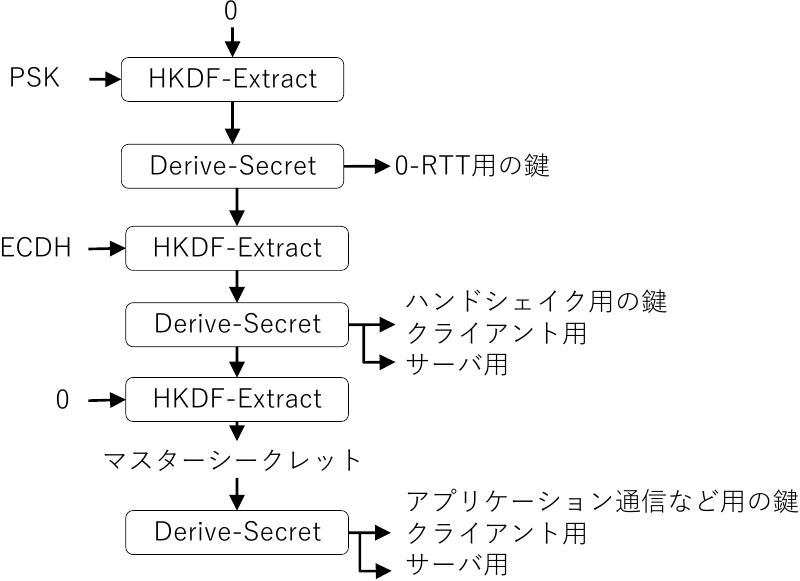 0
PSK
HKDF-Extract
Derive-Secret
0-RTT用の鍵
ECDH
HKDF-Extract
Derive-Secret
ハンドシェイク用の鍵
クライアント用
サーバ用
0
HKDF-Extract
マスターシークレット
Derive-Secret
アプリケーション通信など用の鍵
クライアント用
サーバ用